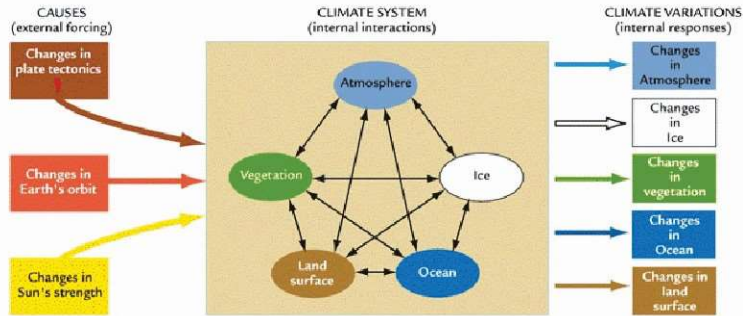 CAUSES
(external forcing)
CLIMATE SYSTEM
(internal interactions)
CLIMATE VARIATIONS
(internal responses)
Changes in
plate tectonics
Changes in
Earth's orbit
Changes in
Sun's strength
Atmosphere
Vegetation
Ice
Land
surface
Ocean
Changes
in
Atmosphere
Changes
in
Ice
Changes
in
vegetation
Changes
in
Ocean
Changes in
land
surface